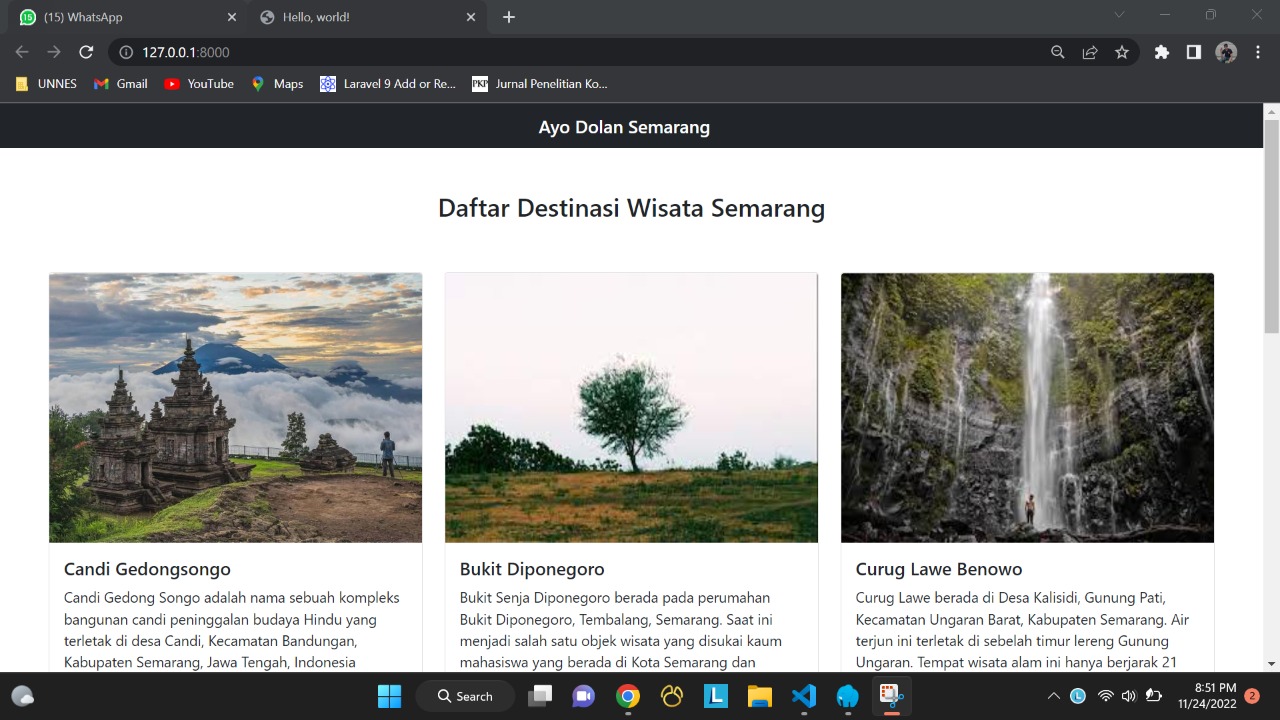 (15) WhatsApp
Hello, world!
127.0.0.1:8000
UNNES
Gmail
YouTube
Maps
Laravel 9 Add or Re...
PKP
Jurnal Penelitian Ko...
Ayo Dolan Semarang
Daftar Destinasi Wisata Semarang
Candi Gedongsongo
Candi Gedong Songo adalah nama sebuah kompleks
bangunan candi peninggalan budaya Hindu yang
terletak di desa Candi, Kecamatan Bandungan,
Kabupaten Semarang, Jawa Tengah, Indonesia
Bukit Diponegoro
Bukit Senja Diponegoro berada pada perumahan
Bukit Diponegoro, Tembalang, Semarang. Saat ini
menjadi salah satu objek wisata yang disukai kaum
mahasiswa yang berada di Kota Semarang dan
Curug Lawe Benowo
Curug Lawe berada di Desa Kalisidi, Gunung Pati,
Kecamatan Ungaran Barat, Kabupaten Semarang. Air
terjun ini terletak di sebelah timur lereng Gunung
Ungaran. Tempat wisata alam ini hanya berjarak 21
Search
L
L
8:51 PM
11/24/2022
2